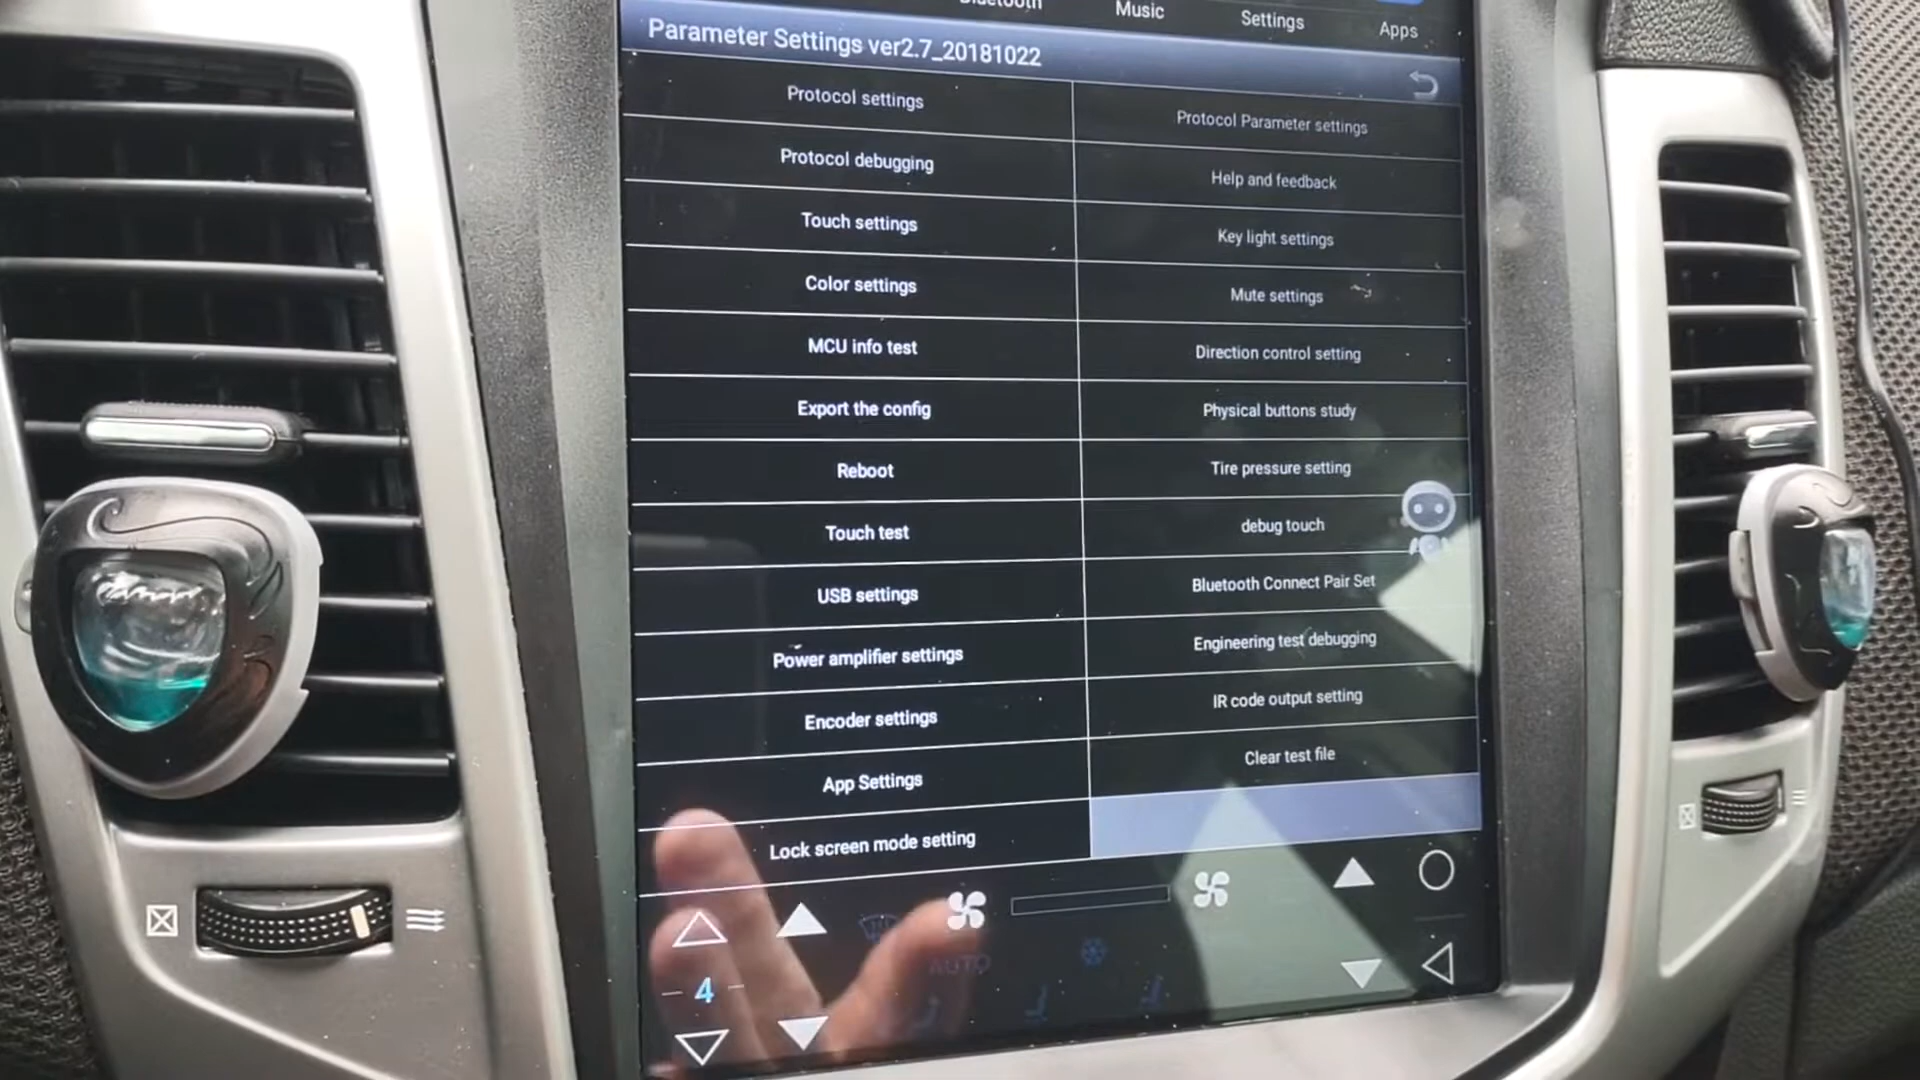 Bluetooth
Music
Settings
Apps
Parameter Settings ver2.7_20181022
Protocol settings
Protocol Parameter settings
Protocol debugging
Help and feedback
Touch settings
Key light settings
Color settings
Mute settings
MCU info test
Direction control setting
Export the config
Physical buttons study
Reboot
Tire pressure setting
Touch test
debug touch
USB settings
Bluetooth Connect Pair Set
Power amplifier settings
Engineering test debugging
Encoder settings
IR code output setting
App Settings
Clear test file
Lock screen mode setting
AUTO
4